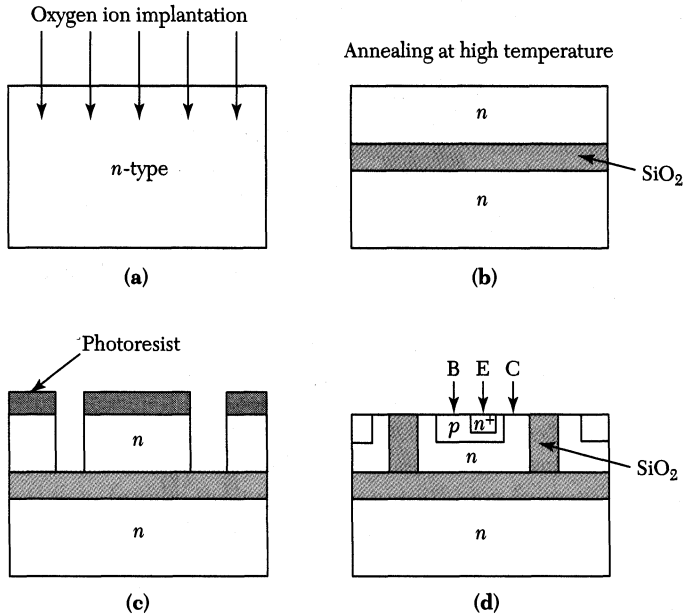 Oxygen ion implantation
n-type
(a)
Annealing at high temperature
n
SiO₂
n
(b)
Photoresist
n
n
(c)
B E C
p n⁺
n
SiO₂
n
(d)